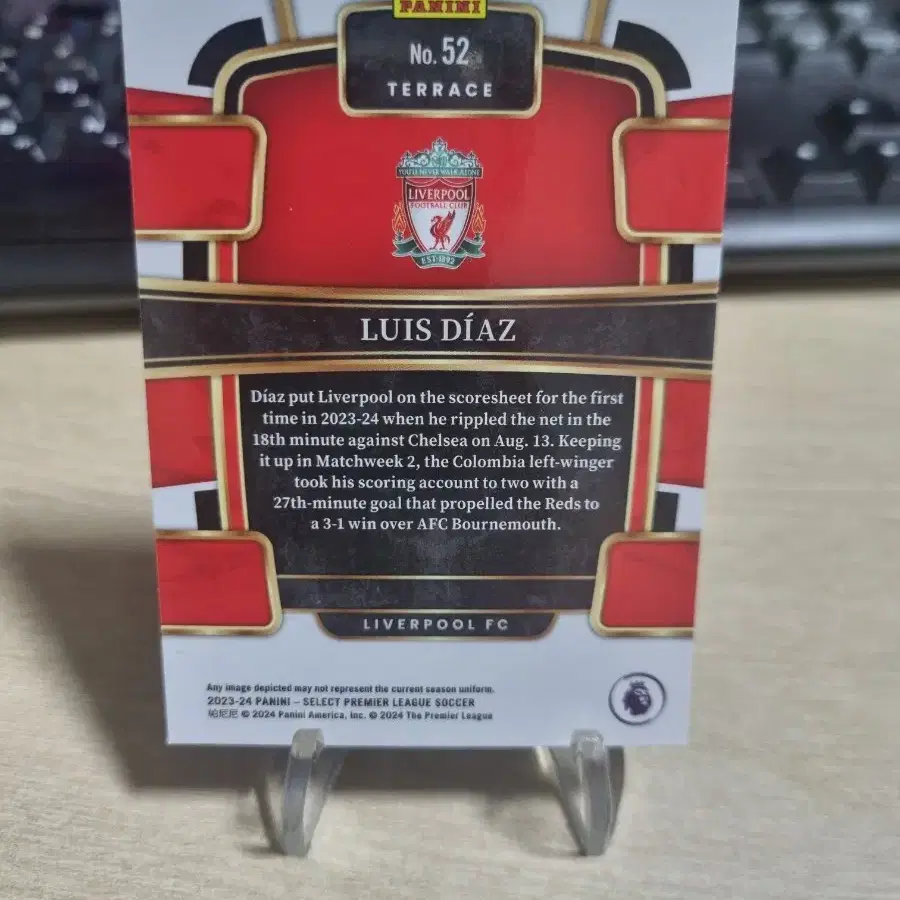 PANINI
No. 52
TERRACE
YOU'LL NEVER WALK ALONE
LIVERPOOL
FOOTBALL CLUB
EST·1892
LUIS DÍAZ
Díaz put Liverpool on the scoresheet for the first
time in 2023-24 when he rippled the net in the
18th minute against Chelsea on Aug. 13. Keeping
it up in Matchweek 2, the Colombia left-winger
took his scoring account to two with a
27th-minute goal that propelled the Reds to
a 3-1 win over AFC Bournemouth.
LIVERPOOL FC
Any image depicted may not represent the current season uniform.
2023-24 PANINI – SELECT PREMIER LEAGUE SOCCER
帕尼尼 © 2024 Panini America, Inc. © 2024 The Premier League